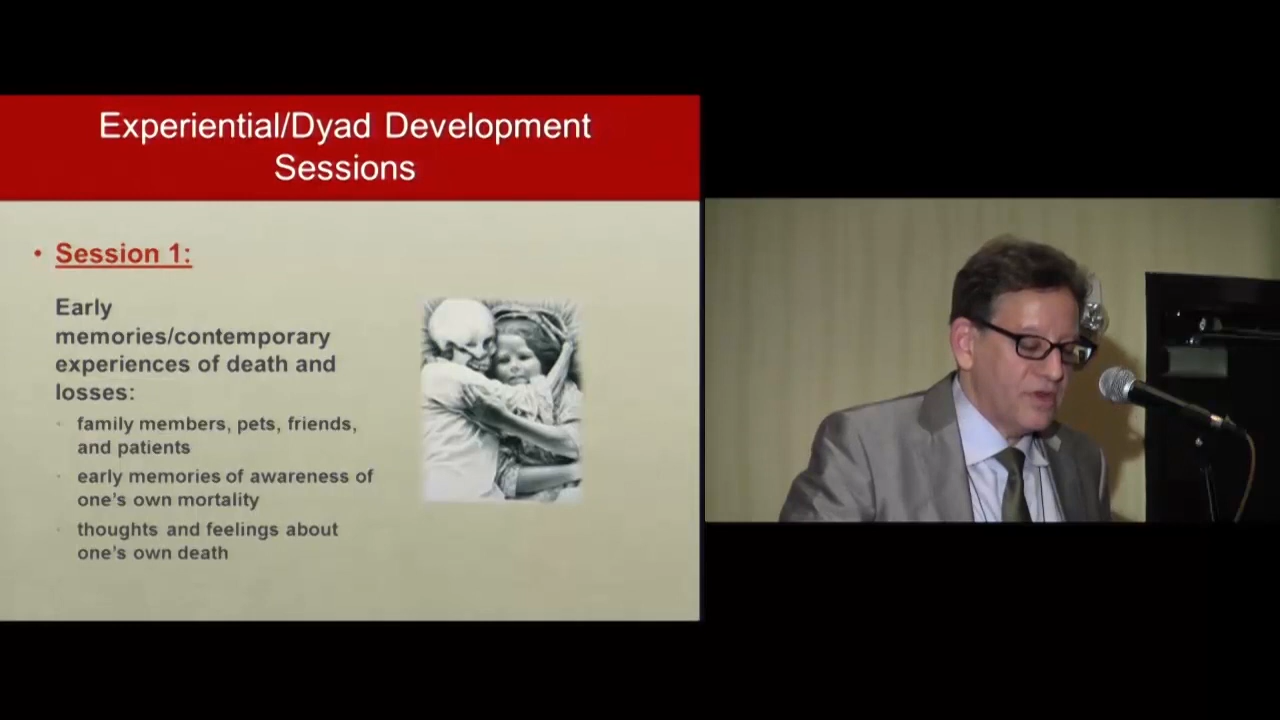 Experiential/Dyad Development
Sessions
• Session 1:
Early
memories/contemporary
experiences of death and
losses:
· family members, pets, friends,
and patients
· early memories of awareness of
one's own mortality
· thoughts and feelings about
one's own death